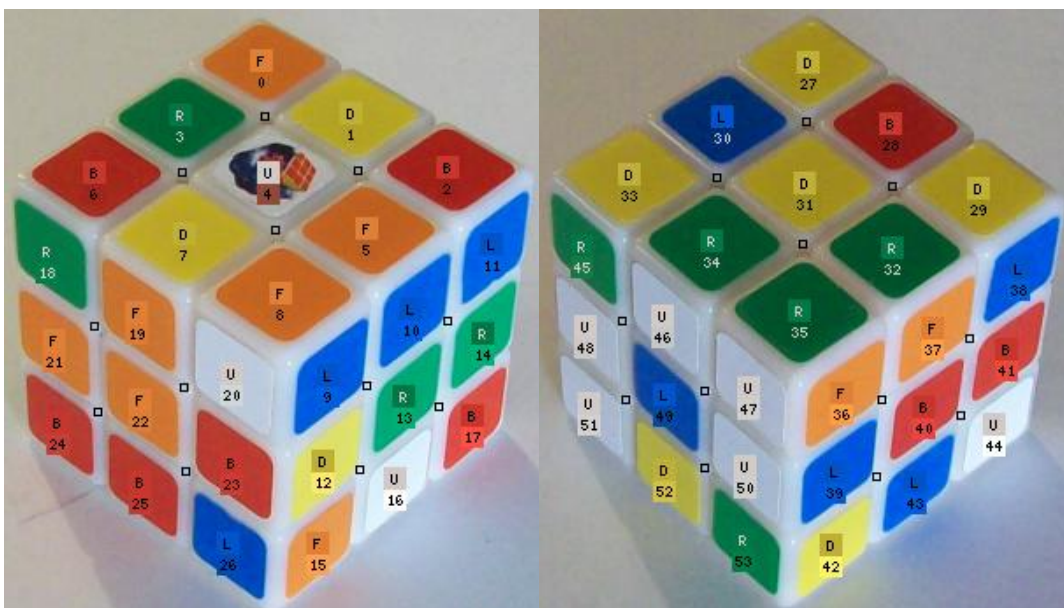 F
0
R
3
D
1
B
6
U
4
B
2
D
7
F
5
F
8
R
18
F
19
U
20
F
21
F
22
B
23
B
24
B
25
L
26
L
9
L
10
L
11
D
12
R
13
R
14
F
15
U
16
B
17
D
27
L
30
B
28
D
33
D
31
D
29
R
34
R
32
R
35
R
45
U
46
U
47
U
48
L
49
U
50
U
51
D
52
R
53
F
36
F
37
L
38
L
39
B
40
B
41
D
42
L
43
U
44